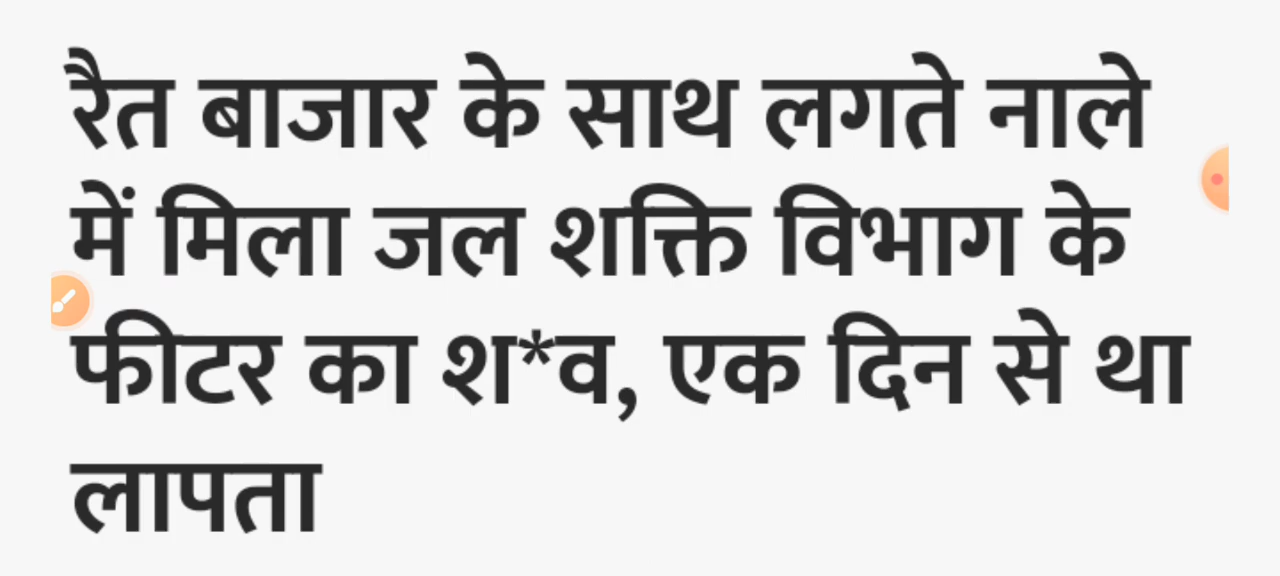 रैत बाजार के साथ लगते नाले
में मिला जल शक्ति विभाग के
फीटर का श*व, एक दिन से था
लापता